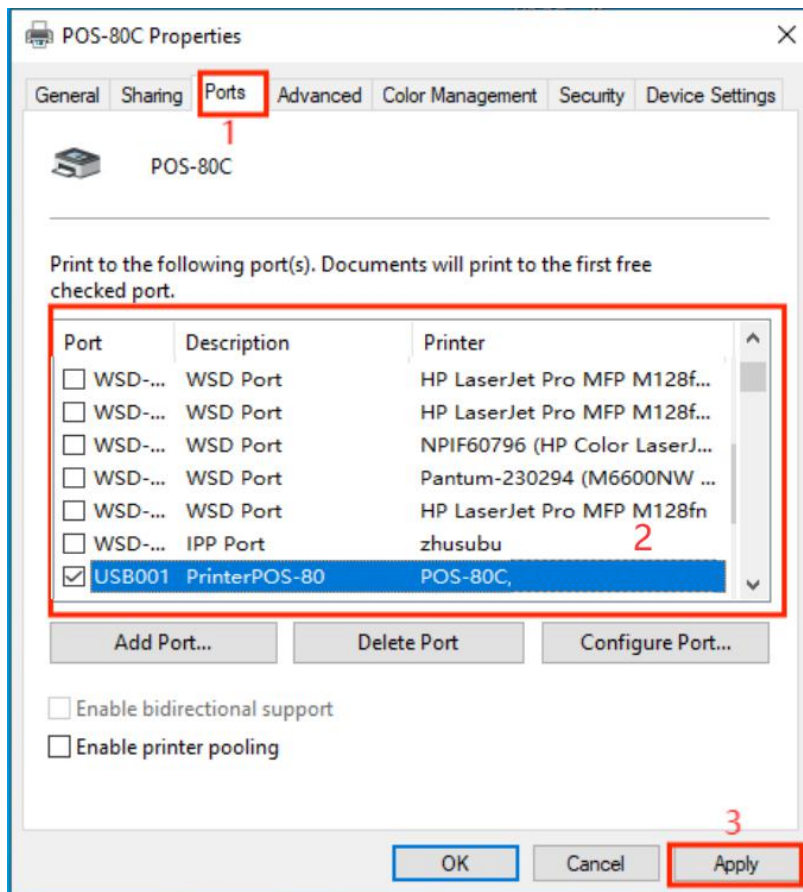 POS-80C Properties
General Sharing Ports Advanced Color Management Security Device Settings
1
POS-80C
Print to the following port(s). Documents will print to the first free
checked port.
Port Description Printer
WSD-... WSD Port HP LaserJet Pro MFP M128f...
WSD-... WSD Port HP LaserJet Pro MFP M128f...
WSD-... WSD Port NPIF60796 (HP Color LaserJ...
WSD-... WSD Port Pantum-230294 (M6600NW ...
WSD-... WSD Port HP LaserJet Pro MFP M128fn
WSD-... IPP Port zhusubu
2
USB001 PrinterPOS-80 POS-80C,
Add Port... Delete Port Configure Port...
Enable bidirectional support
Enable printer pooling
3
OK Cancel Apply